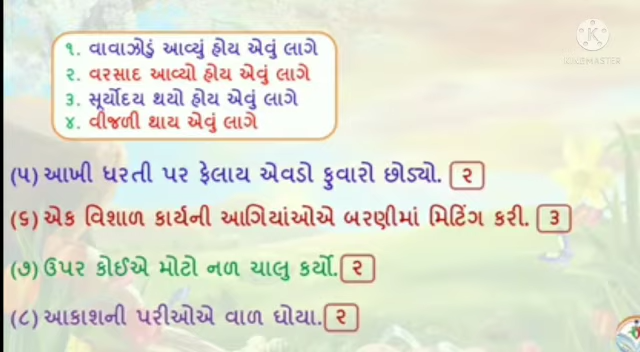 ૧. વાવાઝોડું આવ્યું હોય એવું લાગે
૨. વરસાદ આવ્યો હોય એવું લાગે
૩. સૂર્યોદય થયો હોય એવું લાગે
૪. વીજળી થાય એવું લાગે
(૫) આખી ધરતી પર ફેલાય એવડો ફુવારો છોડ્યો. ૨
(૬) એક વિશાળ કાર્યની આગિયાંઓએ બરણીમાં મિટિંગ કરી. ૩
(૭) ઉપર કોઈએ મોટો નળ ચાલુ કર્યો. ૨
(૮) આકાશની પરીઓએ વાળ ધોયા. ૨
KINEMASTER